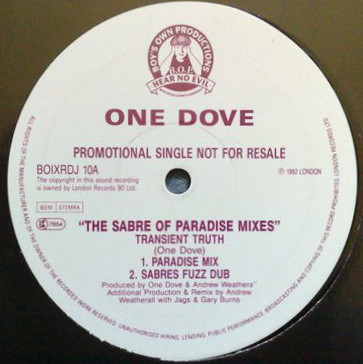 BOY'S OWN PRODUCTIONS
B.O.P.
HEAR NO EVIL
ONE DOVE
PROMOTIONAL SINGLE NOT FOR RESALE
BOIXRDJ 10A
The copyright in this sound recording
is owned by London Records 90 Ltd.
℗ 1992 LONDON
BIEM STEMRA
LC 7654
"THE SABRE OF PARADISE MIXES"
TRANSIENT TRUTH
(One Dove)
1. PARADISE MIX
2. SABRES FUZZ DUB
Produced by One Dove & Andrew Weatherall
Additional Production & Remix by Andrew
Weatherall with Jags & Gary Burns
ALL RIGHTS OF THE MANUFACTURER AND OF THE OWNER OF THE RECORDED WORK RESERVED. UNAUTHORISED HIRING, LENDING, PUBLIC PERFORMANCE, BROADCASTING AND COPYING OF THIS RECORD PROHIBITED.